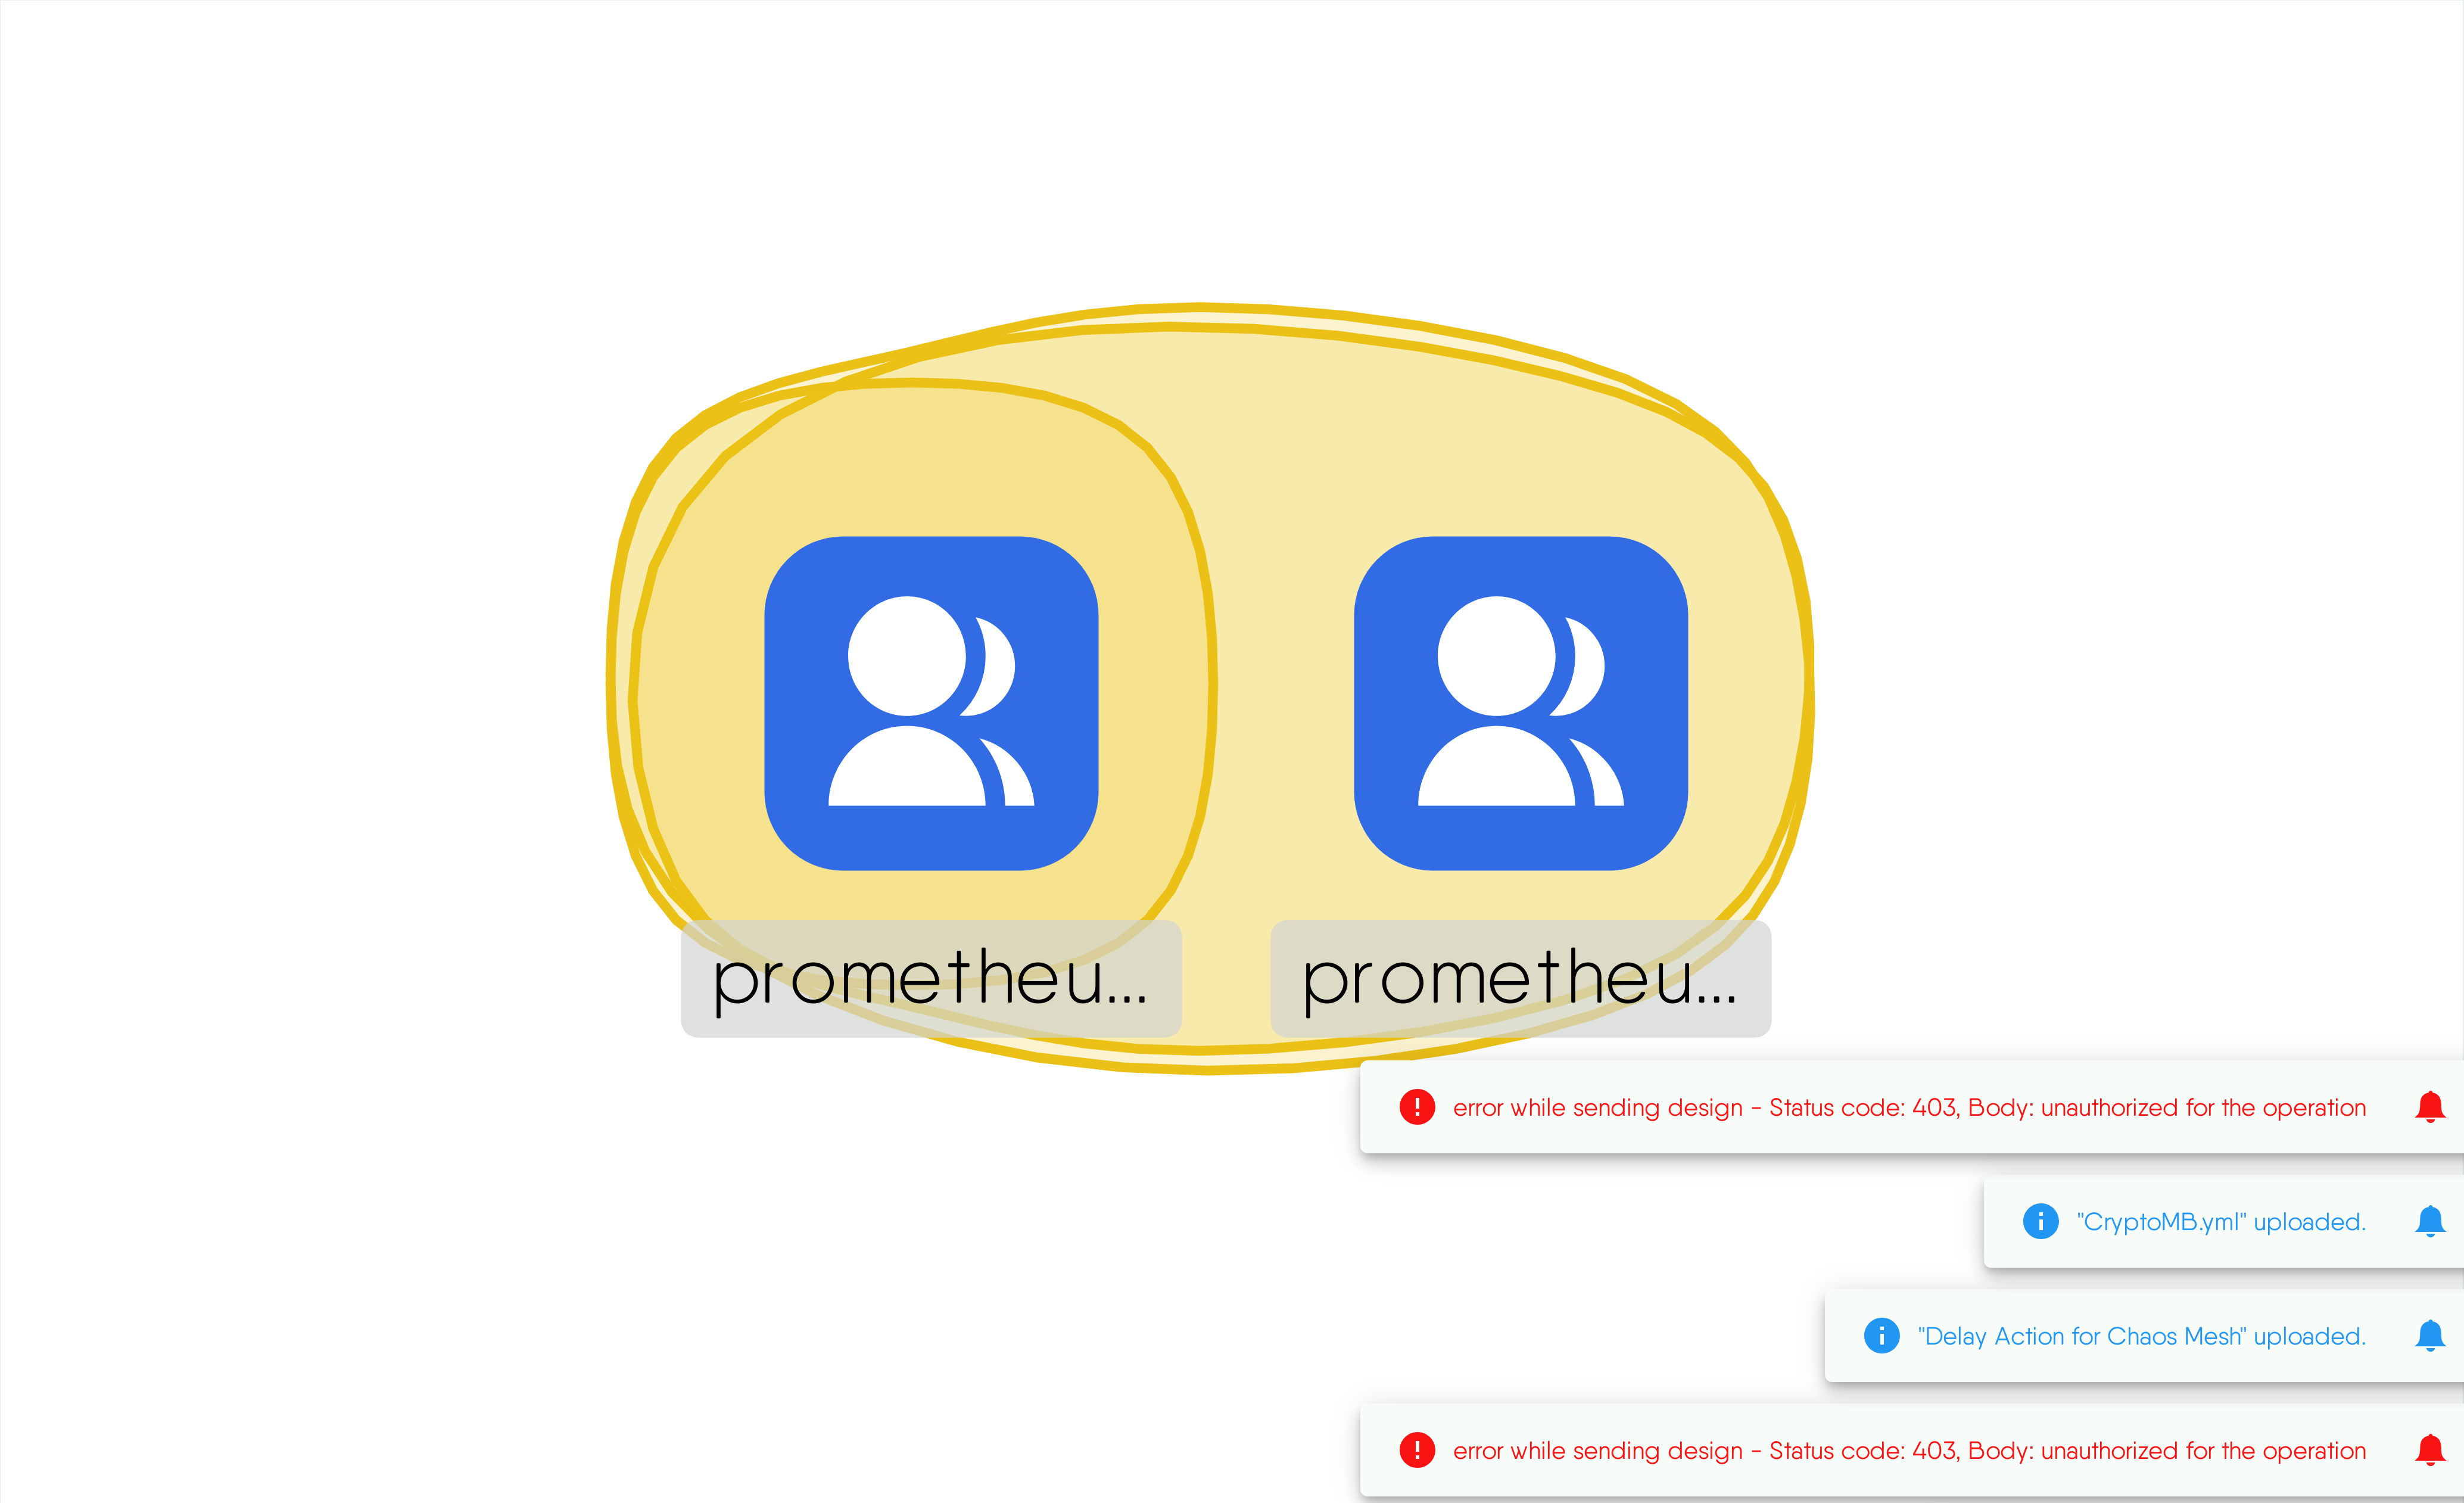 prometheu...
prometheu...
error while sending design - Status code: 403, Body: unauthorized for the operation
"CryptoMB.yml" uploaded.
"Delay Action for Chaos Mesh" uploaded.
error while sending design - Status code: 403, Body: unauthorized for the operation